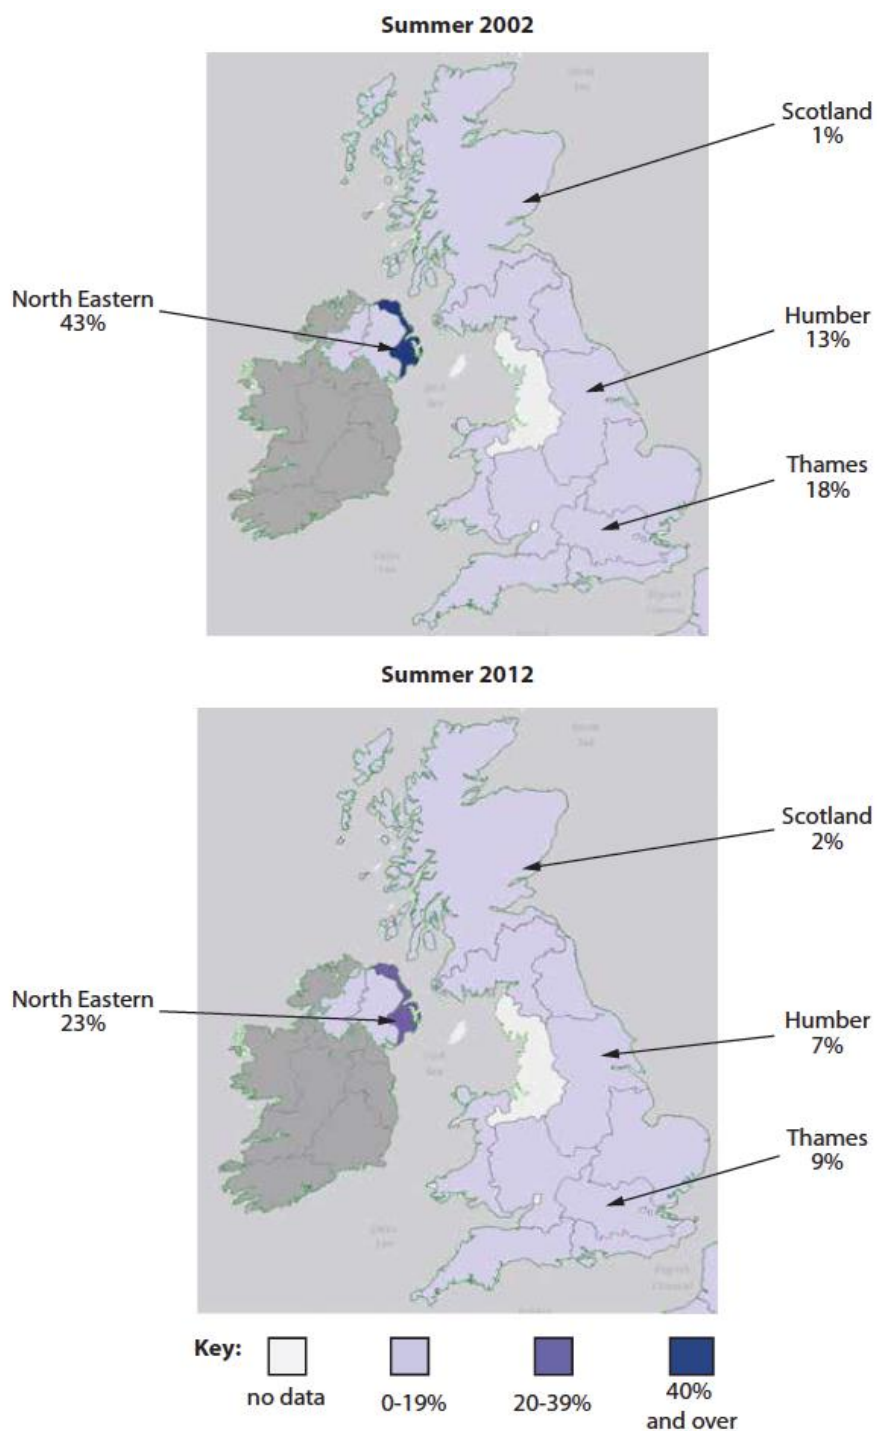 Summer 2002
Scotland
1%
North Eastern
43%
Humber
13%
Thames
18%
Summer 2012
Scotland
2%
North Eastern
23%
Humber
7%
Thames
9%
Key:
no data
0-19%
20-39%
40%
and over